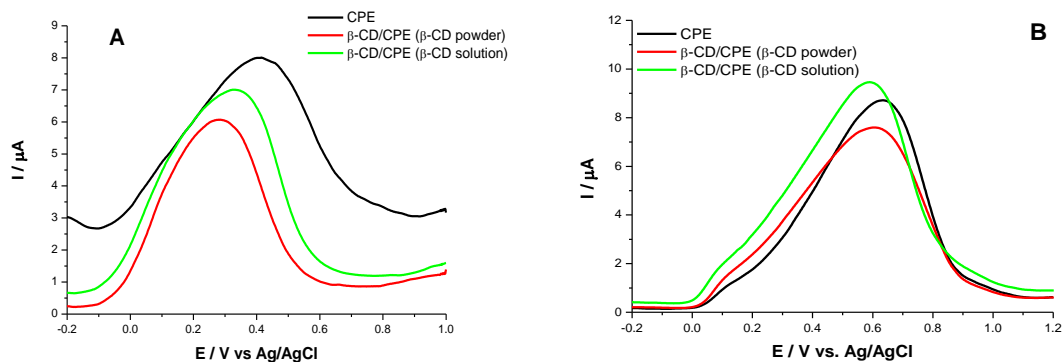 A
CPE
β-CD/CPE (β-CD powder)
β-CD/CPE (β-CD solution)
9
8
7
6
5
4
3
2
1
0
I / µA
-0.2 0.0 0.2 0.4 0.6 0.8 1.0
E / V vs Ag/AgCl
B
CPE
β-CD/CPE (β-CD powder)
β-CD/CPE (β-CD solution)
12
10
8
6
4
2
0
I / µA
-0.2 0.0 0.2 0.4 0.6 0.8 1.0 1.2
E / V vs. Ag/AgCl